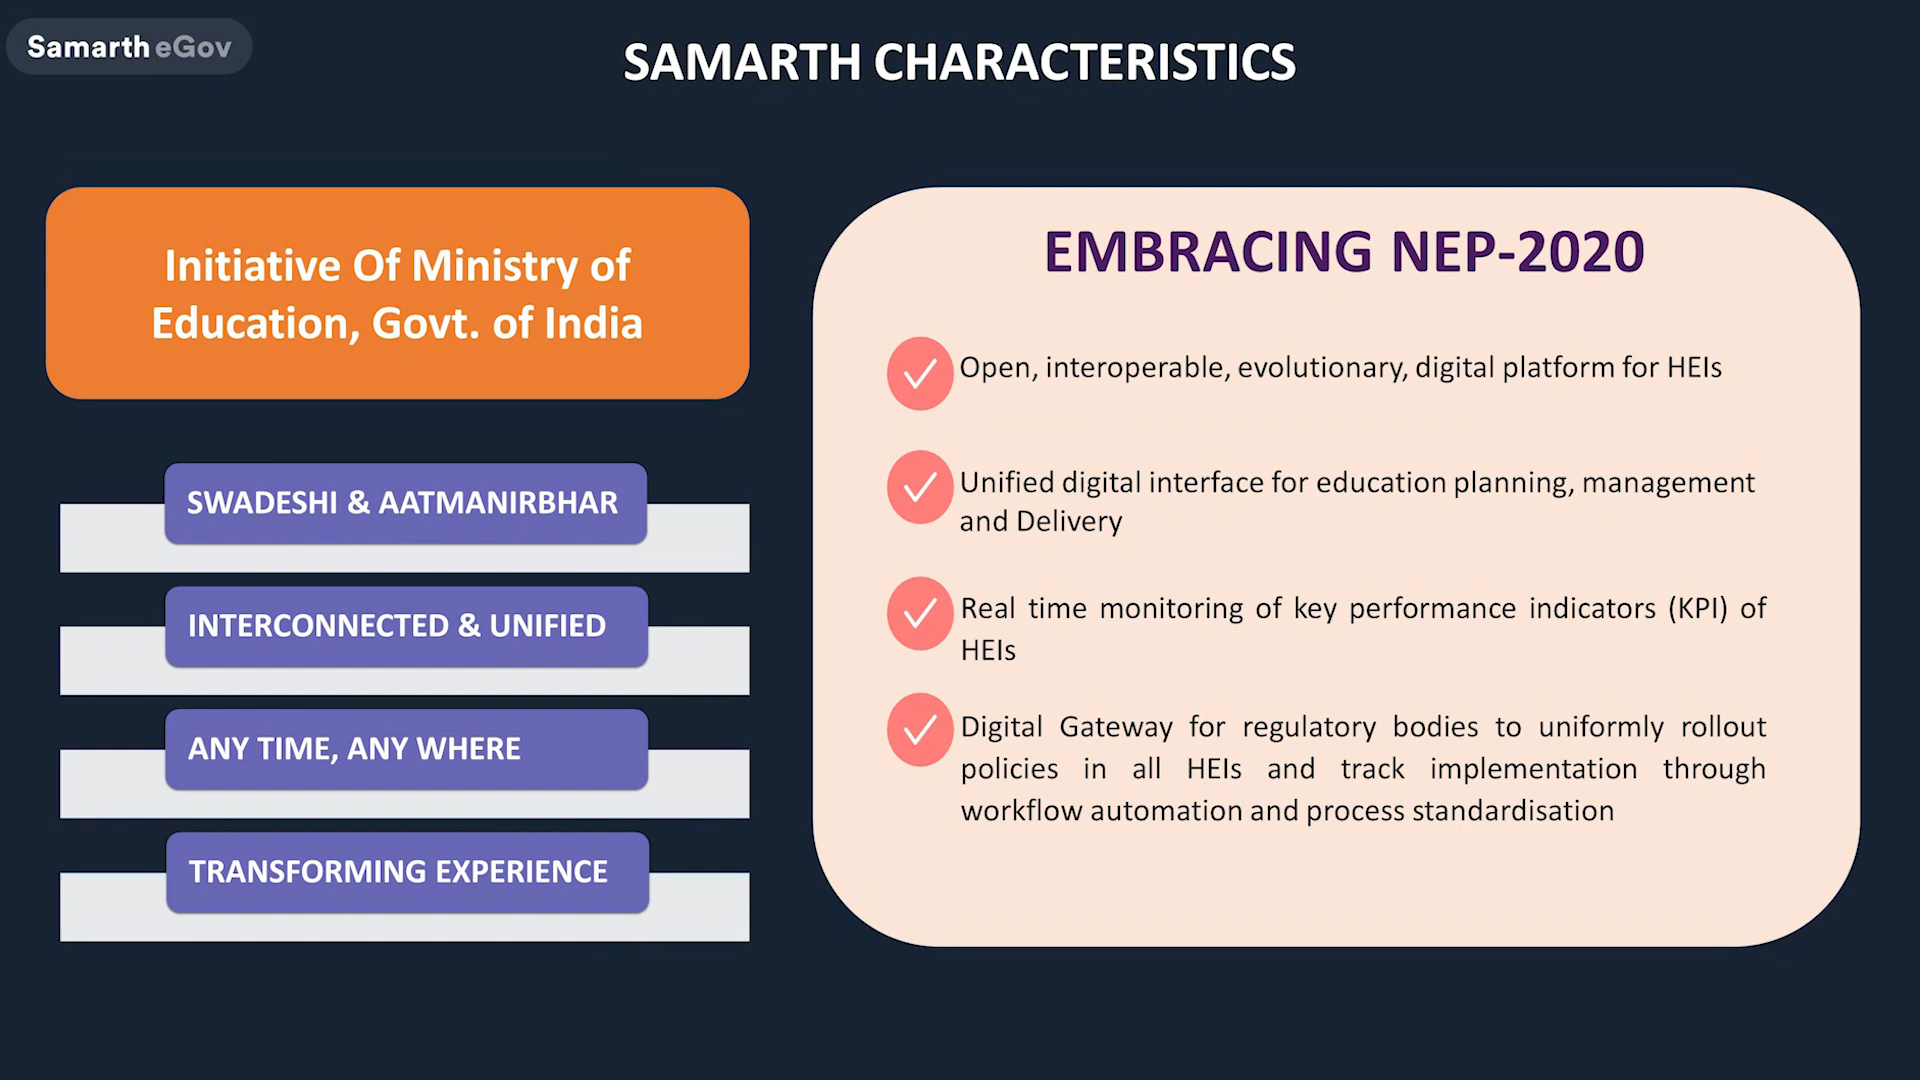 Samarth eGov
SAMARTH CHARACTERISTICS
Initiative Of Ministry of
Education, Govt. of India
SWADESHI & AATMANIRBHAR
INTERCONNECTED & UNIFIED
ANY TIME, ANY WHERE
TRANSFORMING EXPERIENCE
EMBRACING NEP-2020
Open, interoperable, evolutionary, digital platform for HEIs
Unified digital interface for education planning, management
and Delivery
Real time monitoring of key performance indicators (KPI) of
HEIs
Digital Gateway for regulatory bodies to uniformly rollout
policies in all HEIs and track implementation through
workflow automation and process standardisation